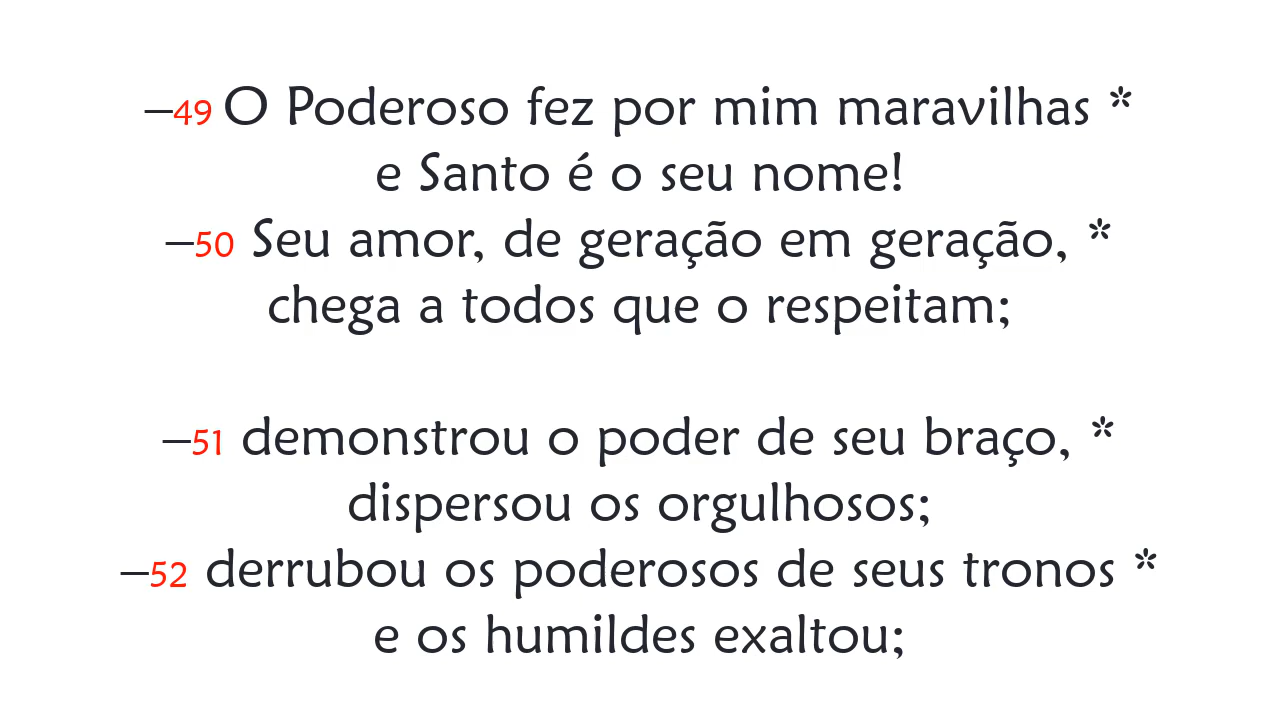 –49 O Poderoso fez por mim maravilhas *
e Santo é o seu nome!
–50 Seu amor, de geração em geração, *
chega a todos que o respeitam;
–51 demonstrou o poder de seu braço, *
dispersou os orgulhosos;
–52 derrubou os poderosos de seus tronos *
e os humildes exaltou;